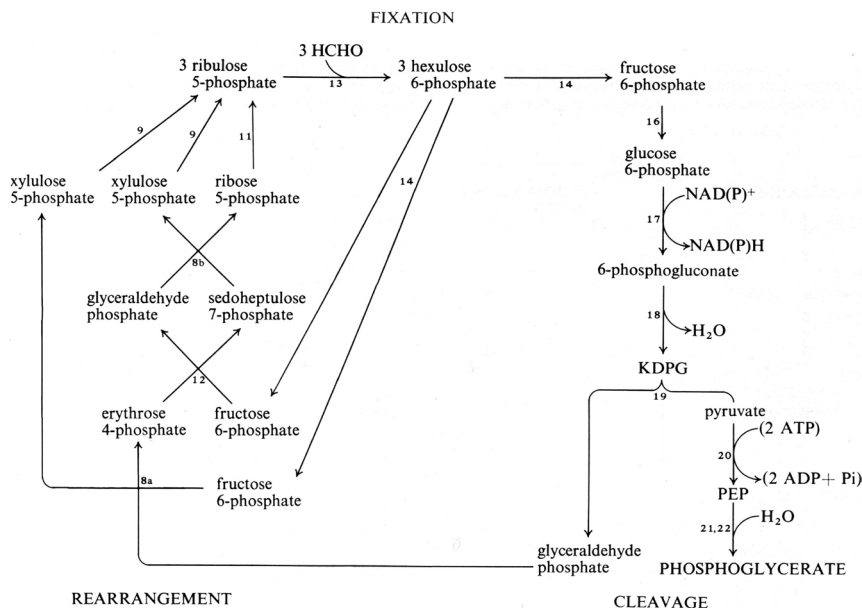 FIXATION
3 HCHO
3 ribulose
5-phosphate
13
3 hexulose
6-phosphate
14
fructose
6-phosphate
16
glucose
6-phosphate
9
9
11
14
xylulose
5-phosphate
xylulose
5-phosphate
ribose
5-phosphate
17
NAD(P)+
NAD(P)H
6-phosphogluconate
8b
glyceraldehyde
phosphate
sedoheptulose
7-phosphate
18
H2O
KDPG
12
19
erythrose
4-phosphate
fructose
6-phosphate
pyruvate
(2 ATP)
20
(2 ADP+ Pi)
8a
fructose
6-phosphate
PEP
21,22
H2O
glyceraldehyde
phosphate
PHOSPHOGLYCERATE
REARRANGEMENT
CLEAVAGE